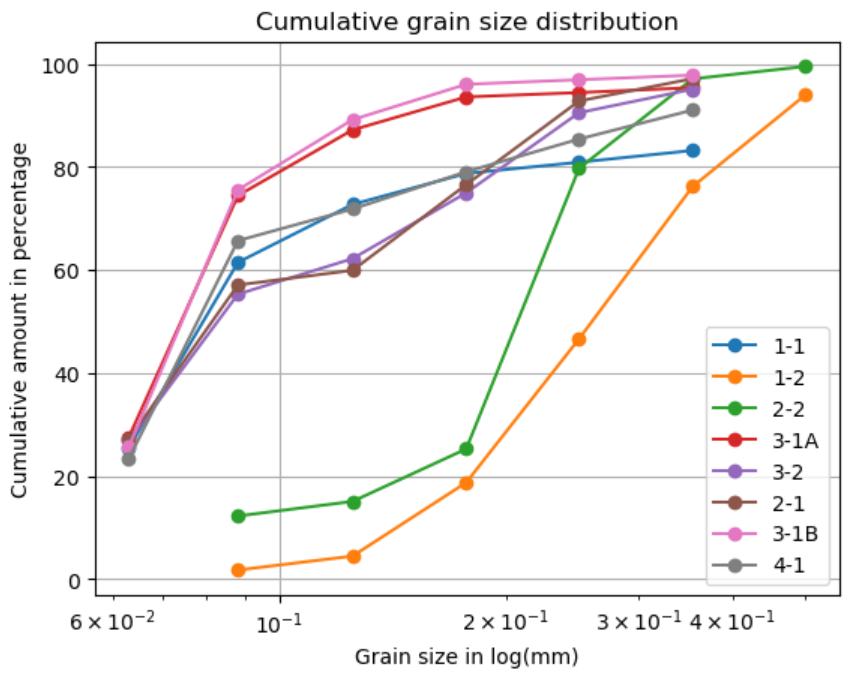 Cumulative grain size distribution
Cumulative amount in percentage
100
80
60
40
20
0
6 × 10⁻²
10⁻¹
2 × 10⁻¹
3 × 10⁻¹
4 × 10⁻¹
Grain size in log(mm)
1-1
1-2
2-2
3-1A
3-2
2-1
3-1B
4-1